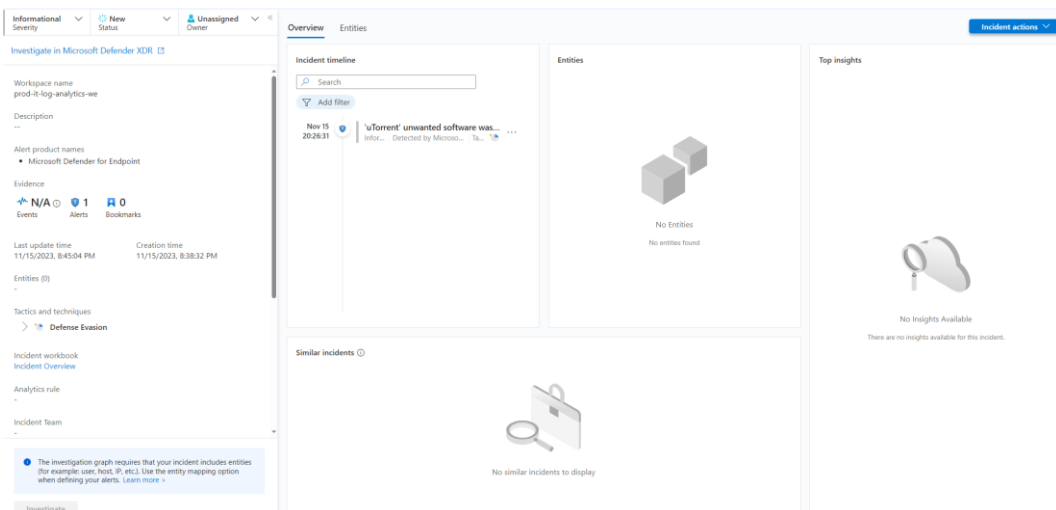 Informational
Severity
New
Status
Unassigned
Owner
Investigate in Microsoft Defender XDR
Workspace name
prod-it-log-analytics-we
Description
--
Alert product names
Microsoft Defender for Endpoint
Evidence
N/A 1 0
Events Alerts Bookmarks
Last update time Creation time
11/15/2023, 8:45:04 PM 11/15/2023, 8:38:32 PM
Entities (0)
-
Tactics and techniques
Defense Evasion
Incident workbook
Incident Overview
Analytics rule
-
Incident Team
-
The investigation graph requires that your incident includes entities
(for example: user, host, IP, etc.). Use the entity mapping option
when defining your alerts. Learn more >
Investigate
Overview Entities
Incident actions
Incident timeline
Search
Add filter
Nov 15
20:26:31
'uTorrent' unwanted software was...
Infor... Detected by Microso... Ta...
Entities
No Entities
No entities found
Top insights
No Insights Available
There are no insights available for this incident.
Similar incidents
No similar incidents to display